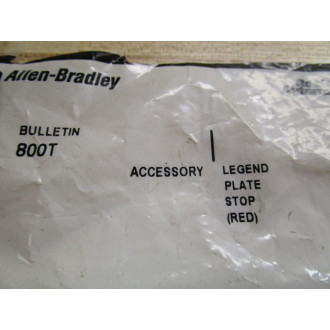 Allen-Bradley
BULLETIN
800T
ACCESSORY
LEGEND
PLATE
STOP
(RED)